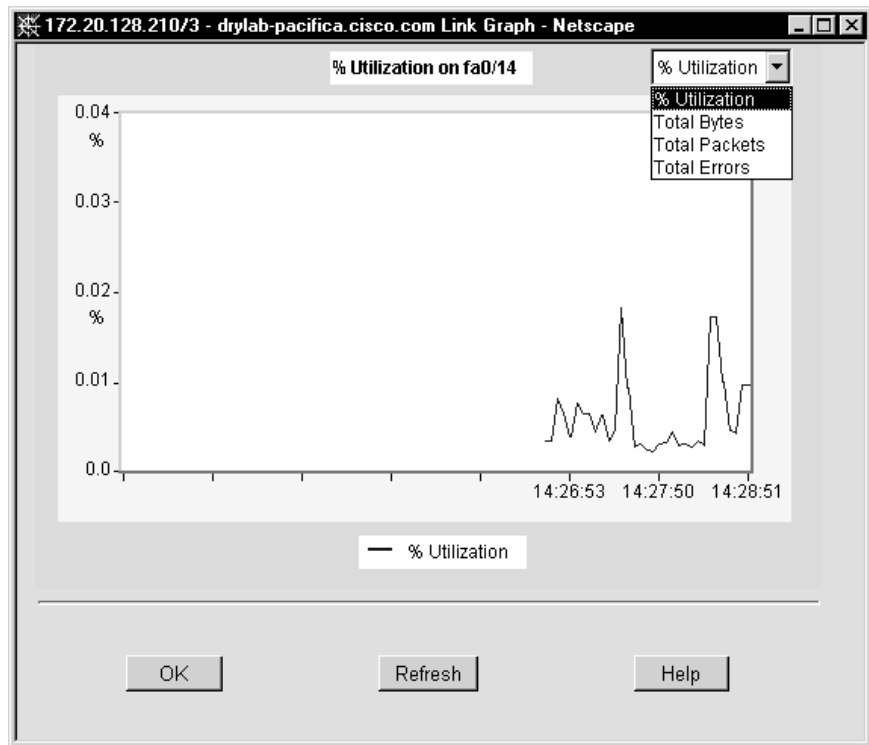 172.20.128.210/3 - drylab-pacifica.cisco.com Link Graph - Netscape
% Utilization on fa0/14
% Utilization
% Utilization
Total Bytes
Total Packets
Total Errors
0.04
%
0.03
0.02
%
0.01
0.0
14:26:53 14:27:50 14:28:51
% Utilization
OK Refresh Help